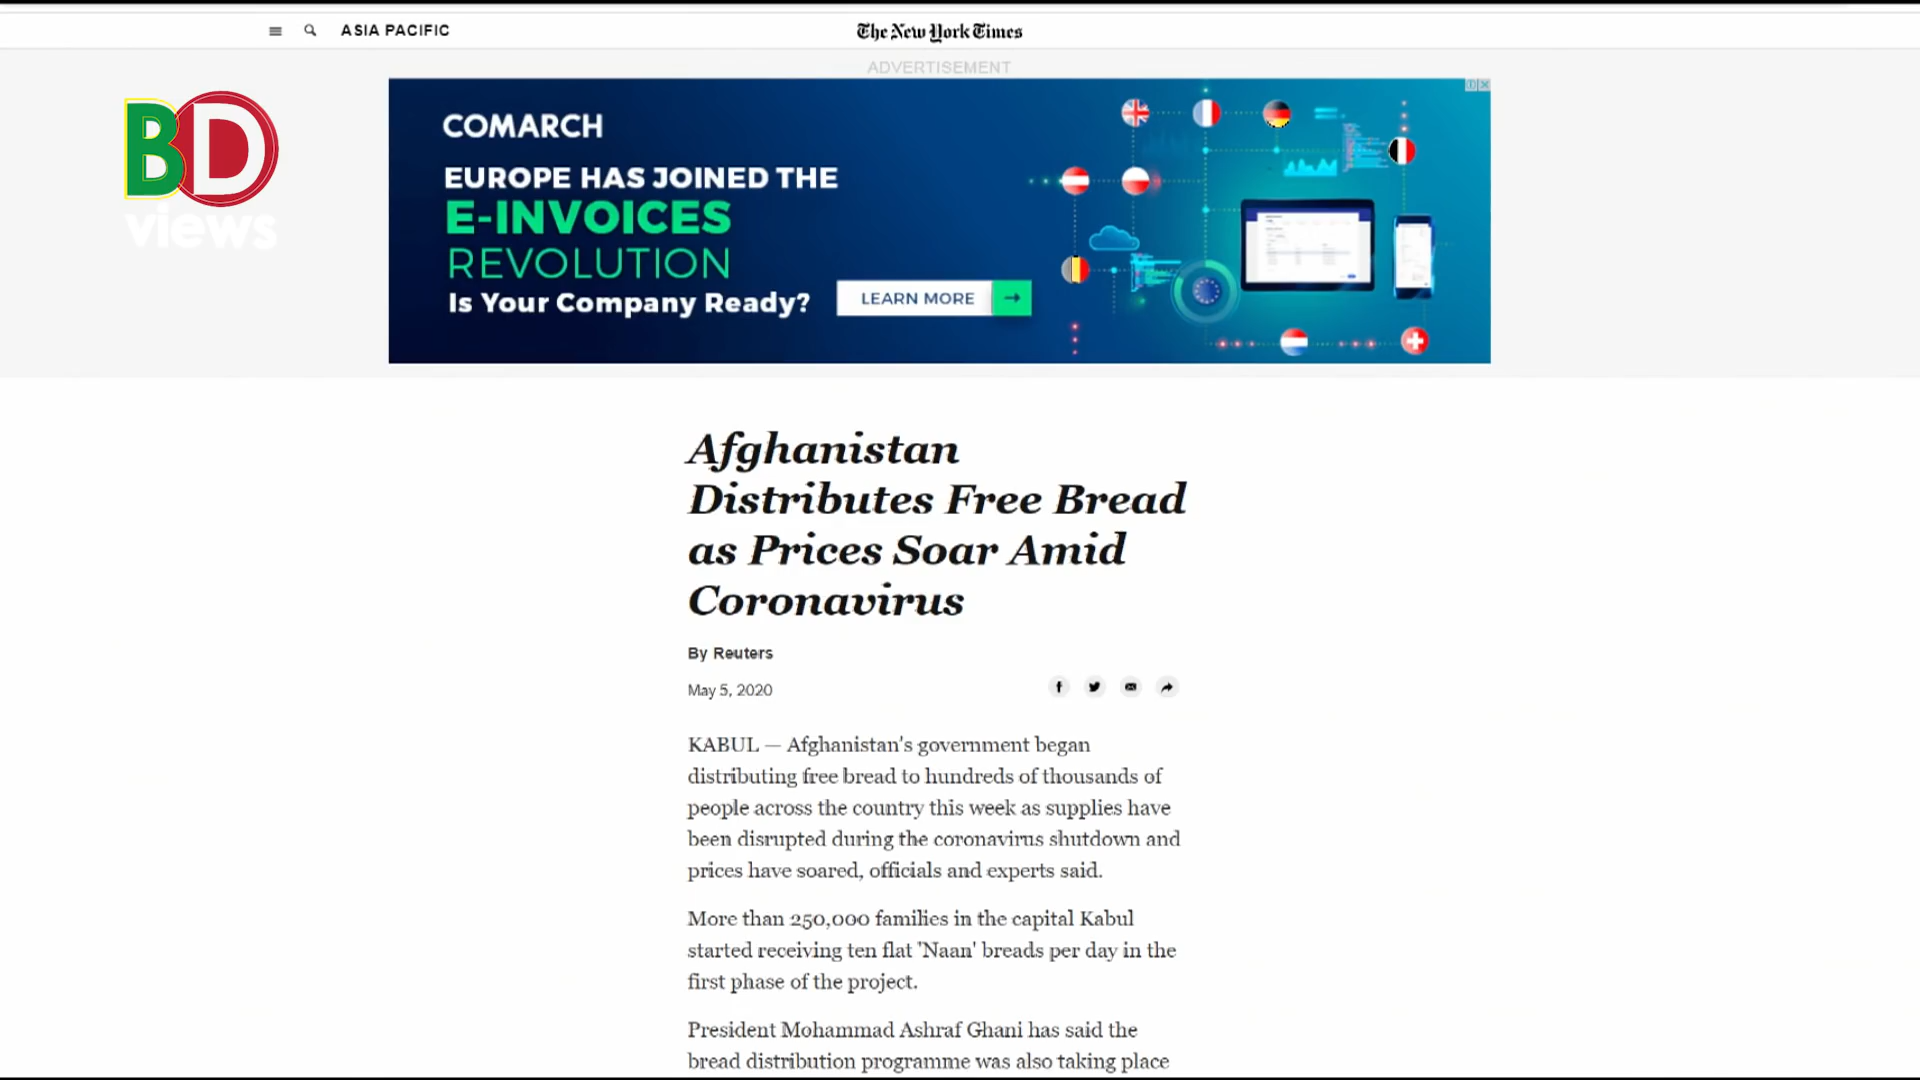 ASIA PACIFIC
The New York Times
ADVERTISEMENT
BD
views
COMARCH
EUROPE HAS JOINED THE
E-INVOICES
REVOLUTION
Is Your Company Ready?
LEARN MORE
Afghanistan
Distributes Free Bread
as Prices Soar Amid
Coronavirus
By Reuters
May 5, 2020
KABUL — Afghanistan's government began
distributing free bread to hundreds of thousands of
people across the country this week as supplies have
been disrupted during the coronavirus shutdown and
prices have soared, officials and experts said.
More than 250,000 families in the capital Kabul
started receiving ten flat 'Naan' breads per day in the
first phase of the project.
President Mohammad Ashraf Ghani has said the
bread distribution programme was also taking place